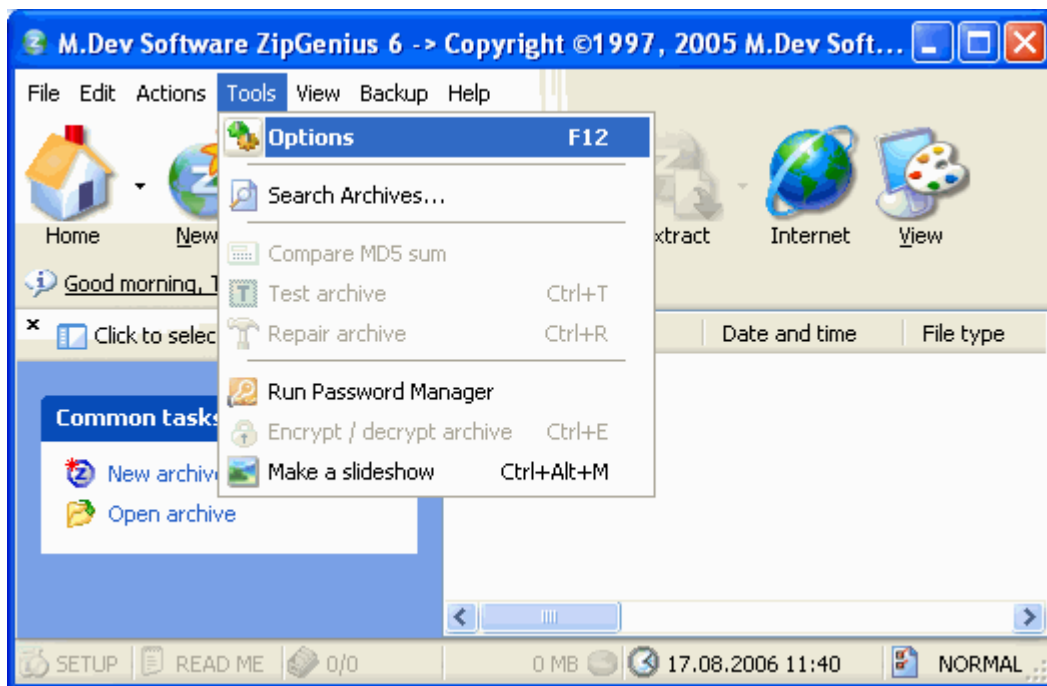 M.Dev Software ZipGenius 6 -> Copyright ©1997, 2005 M.Dev Soft...
File Edit Actions Tools View Backup Help
Options F12
Search Archives...
Compare MD5 sum
Test archive Ctrl+T
Repair archive Ctrl+R
Run Password Manager
Encrypt / decrypt archive Ctrl+E
Make a slideshow Ctrl+Alt+M
Home New xtract Internet View
Good morning,
Click to selec Date and time File type
Common tasks
New archiv
Open archive
SETUP READ ME 0/0 0 MB 17.08.2006 11:40 NORMAL